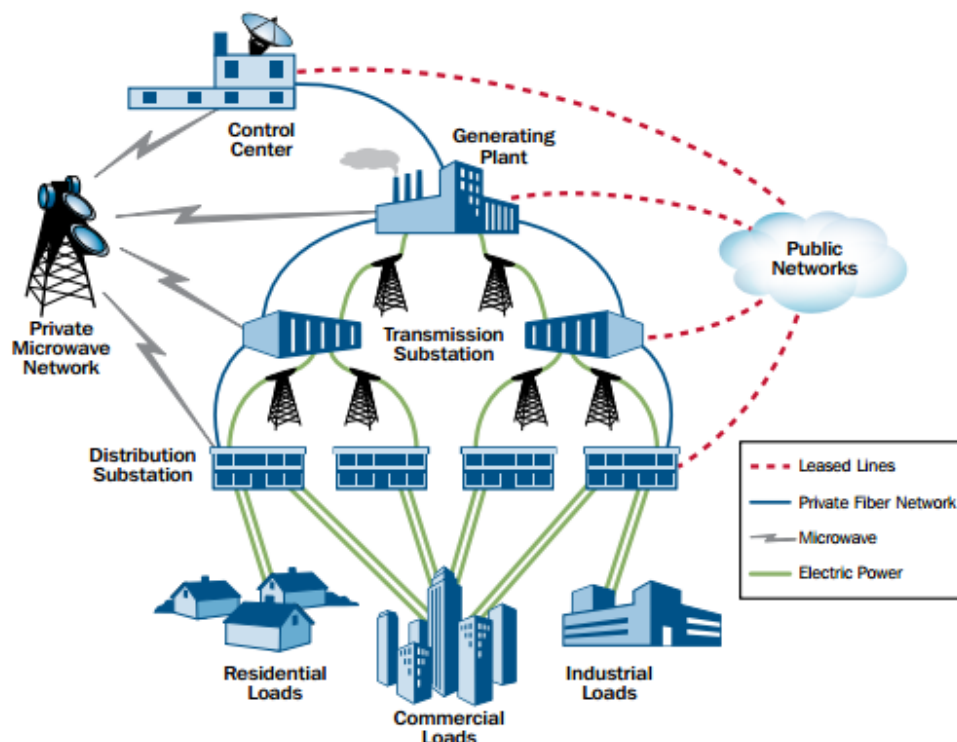 Control
Center
Generating
Plant
Public
Networks
Private
Microwave
Network
Transmission
Substation
Distribution
Substation
Leased Lines
Private Fiber Network
Microwave
Electric Power
Residential
Loads
Commercial
Loads
Industrial
Loads